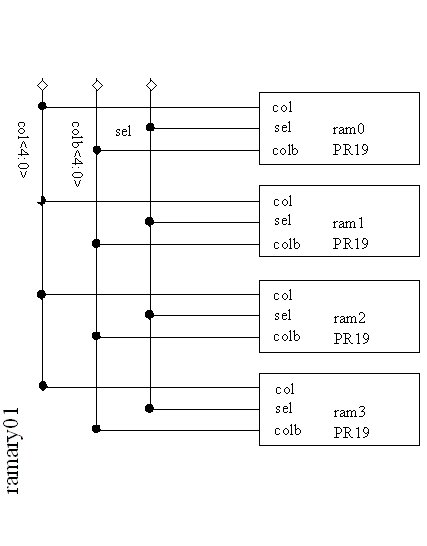 col<4:0>
colb<4:0>
sel
col
sel ram0
colb PR19
col
sel ram1
colb PR19
col
sel ram2
colb PR19
col
sel ram3
colb PR19
ramary01